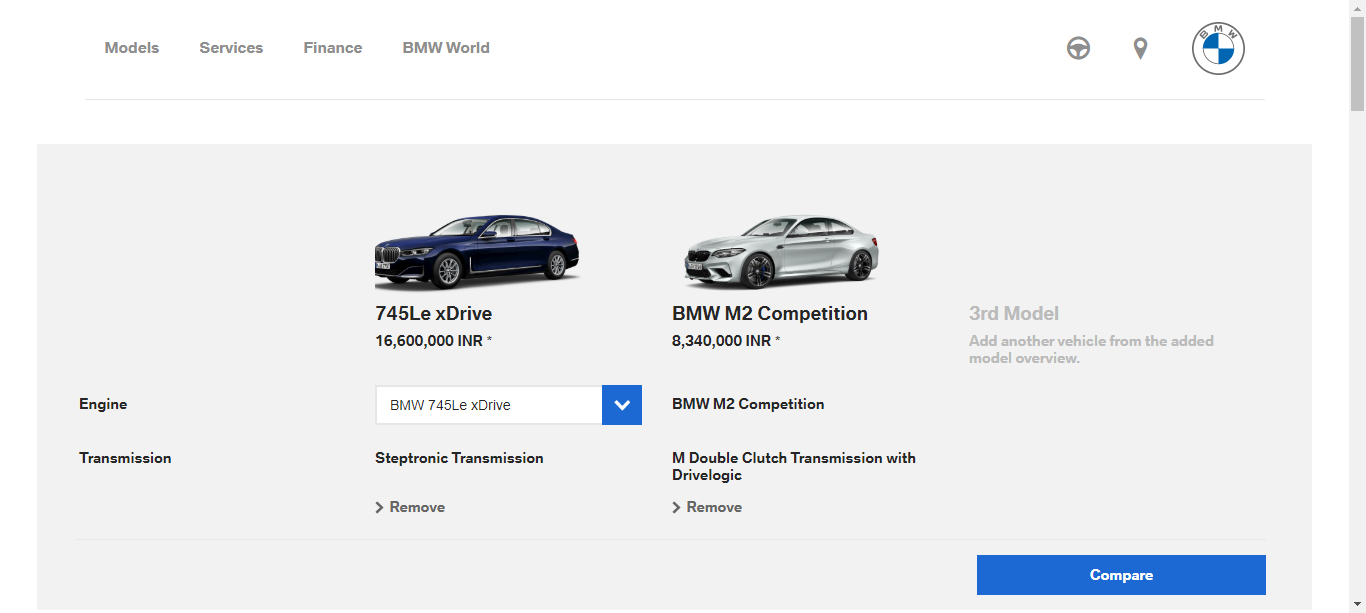 Models Services Finance BMW World
BMW
745Le xDrive BMW M2 Competition 3rd Model
16,600,000 INR * 8,340,000 INR * Add another vehicle from the added
model overview.
Engine BMW 745Le xDrive BMW M2 Competition
Transmission Steptronic Transmission M Double Clutch Transmission with
Drivelogic
Remove Remove
Compare